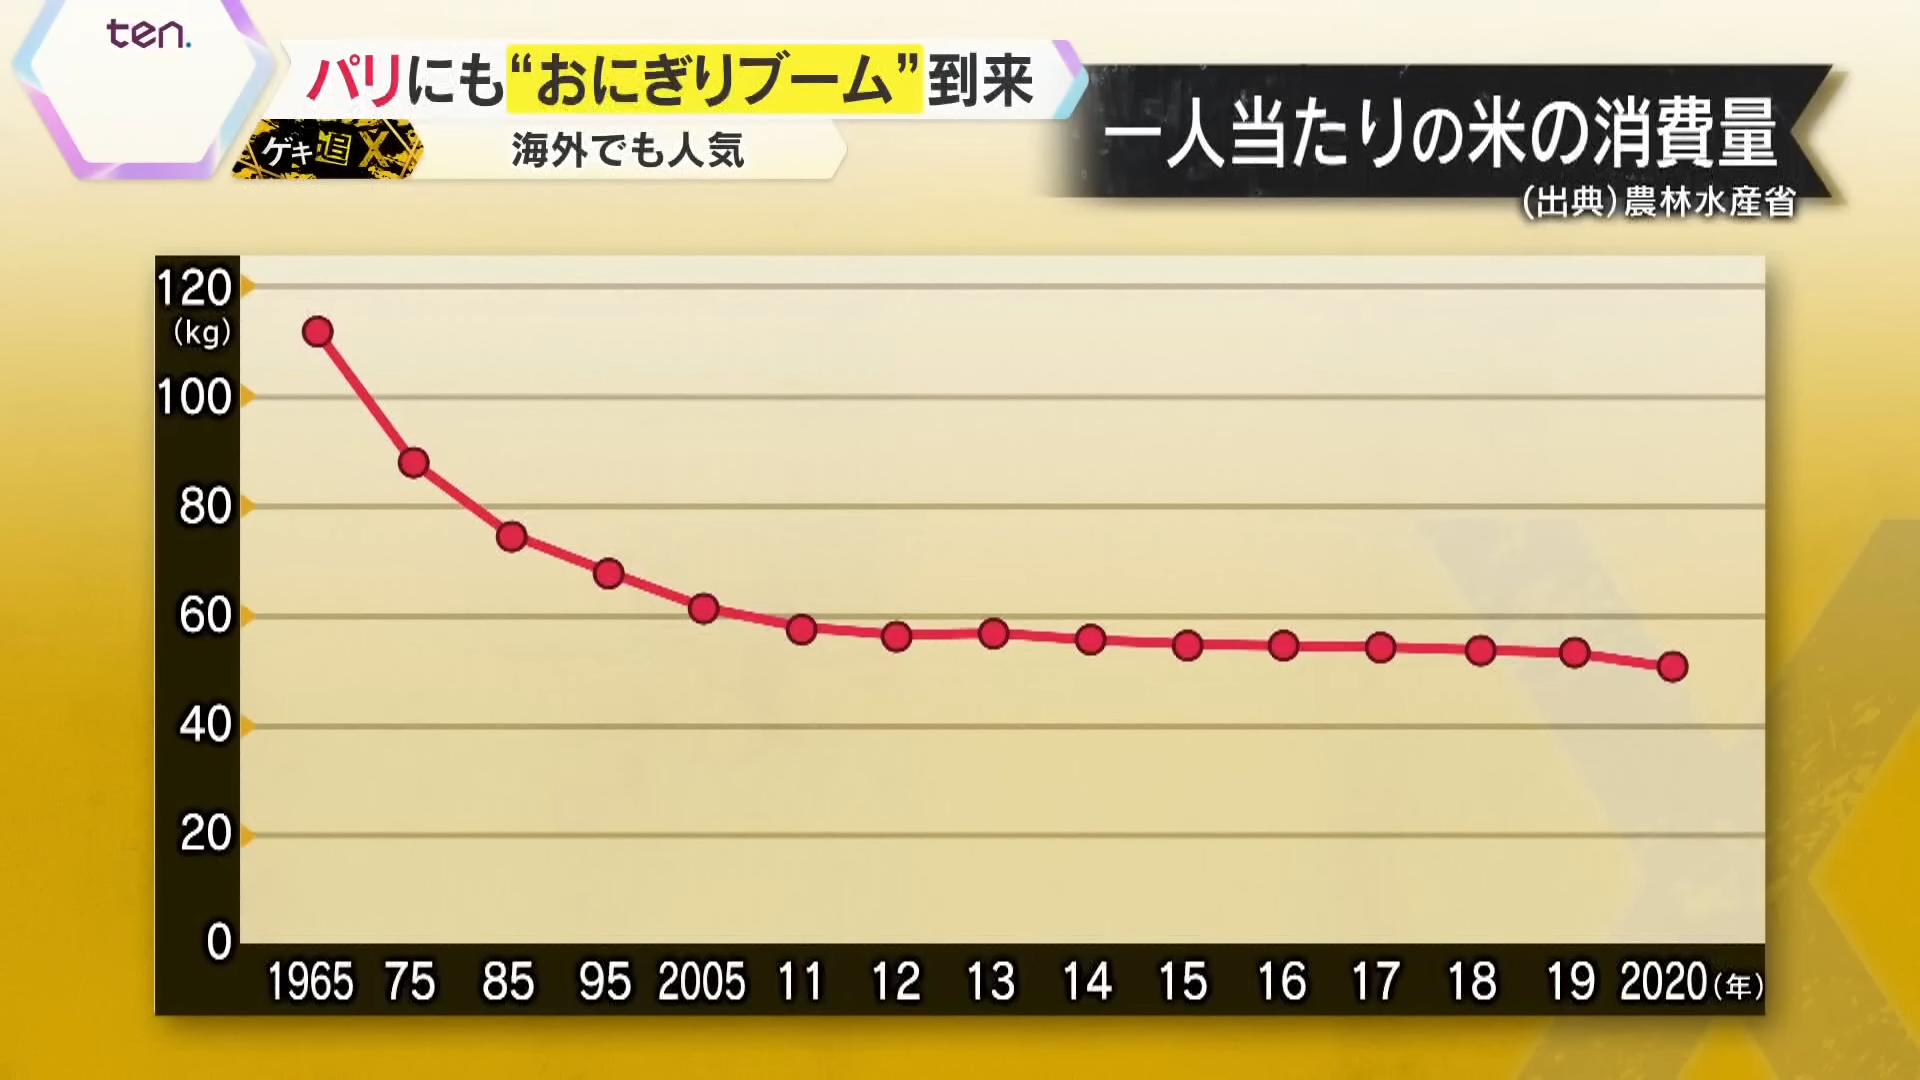 ten.
パリにも“おにぎりブーム”到来
ゲキ追X
海外でも人気
一人当たりの米の消費量
(出典)農林水産省
120
(kg)
100
80
60
40
20
0
1965 75 85 95 2005 11 12 13 14 15 16 17 18 19 2020(年)